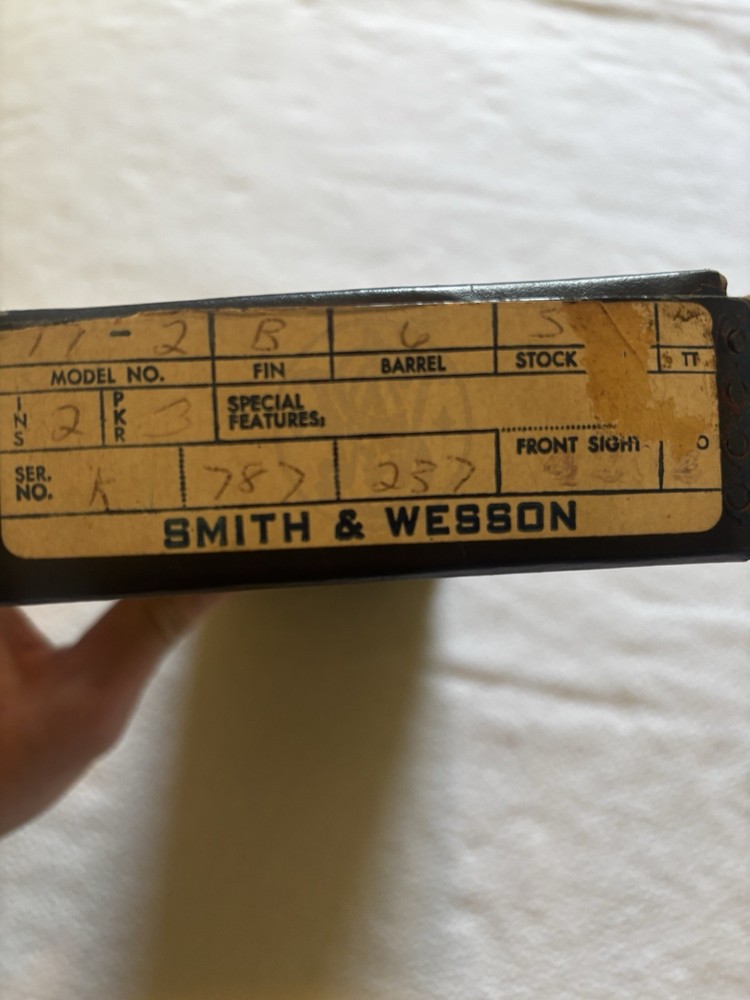 17-2 B 6 S
MODEL NO. FIN BARREL STOCK TT
INS 2 PKR 3 SPECIAL
FEATURES,
FRONT SIGHT O
SER. NO. K 787 237
SMITH & WESSON